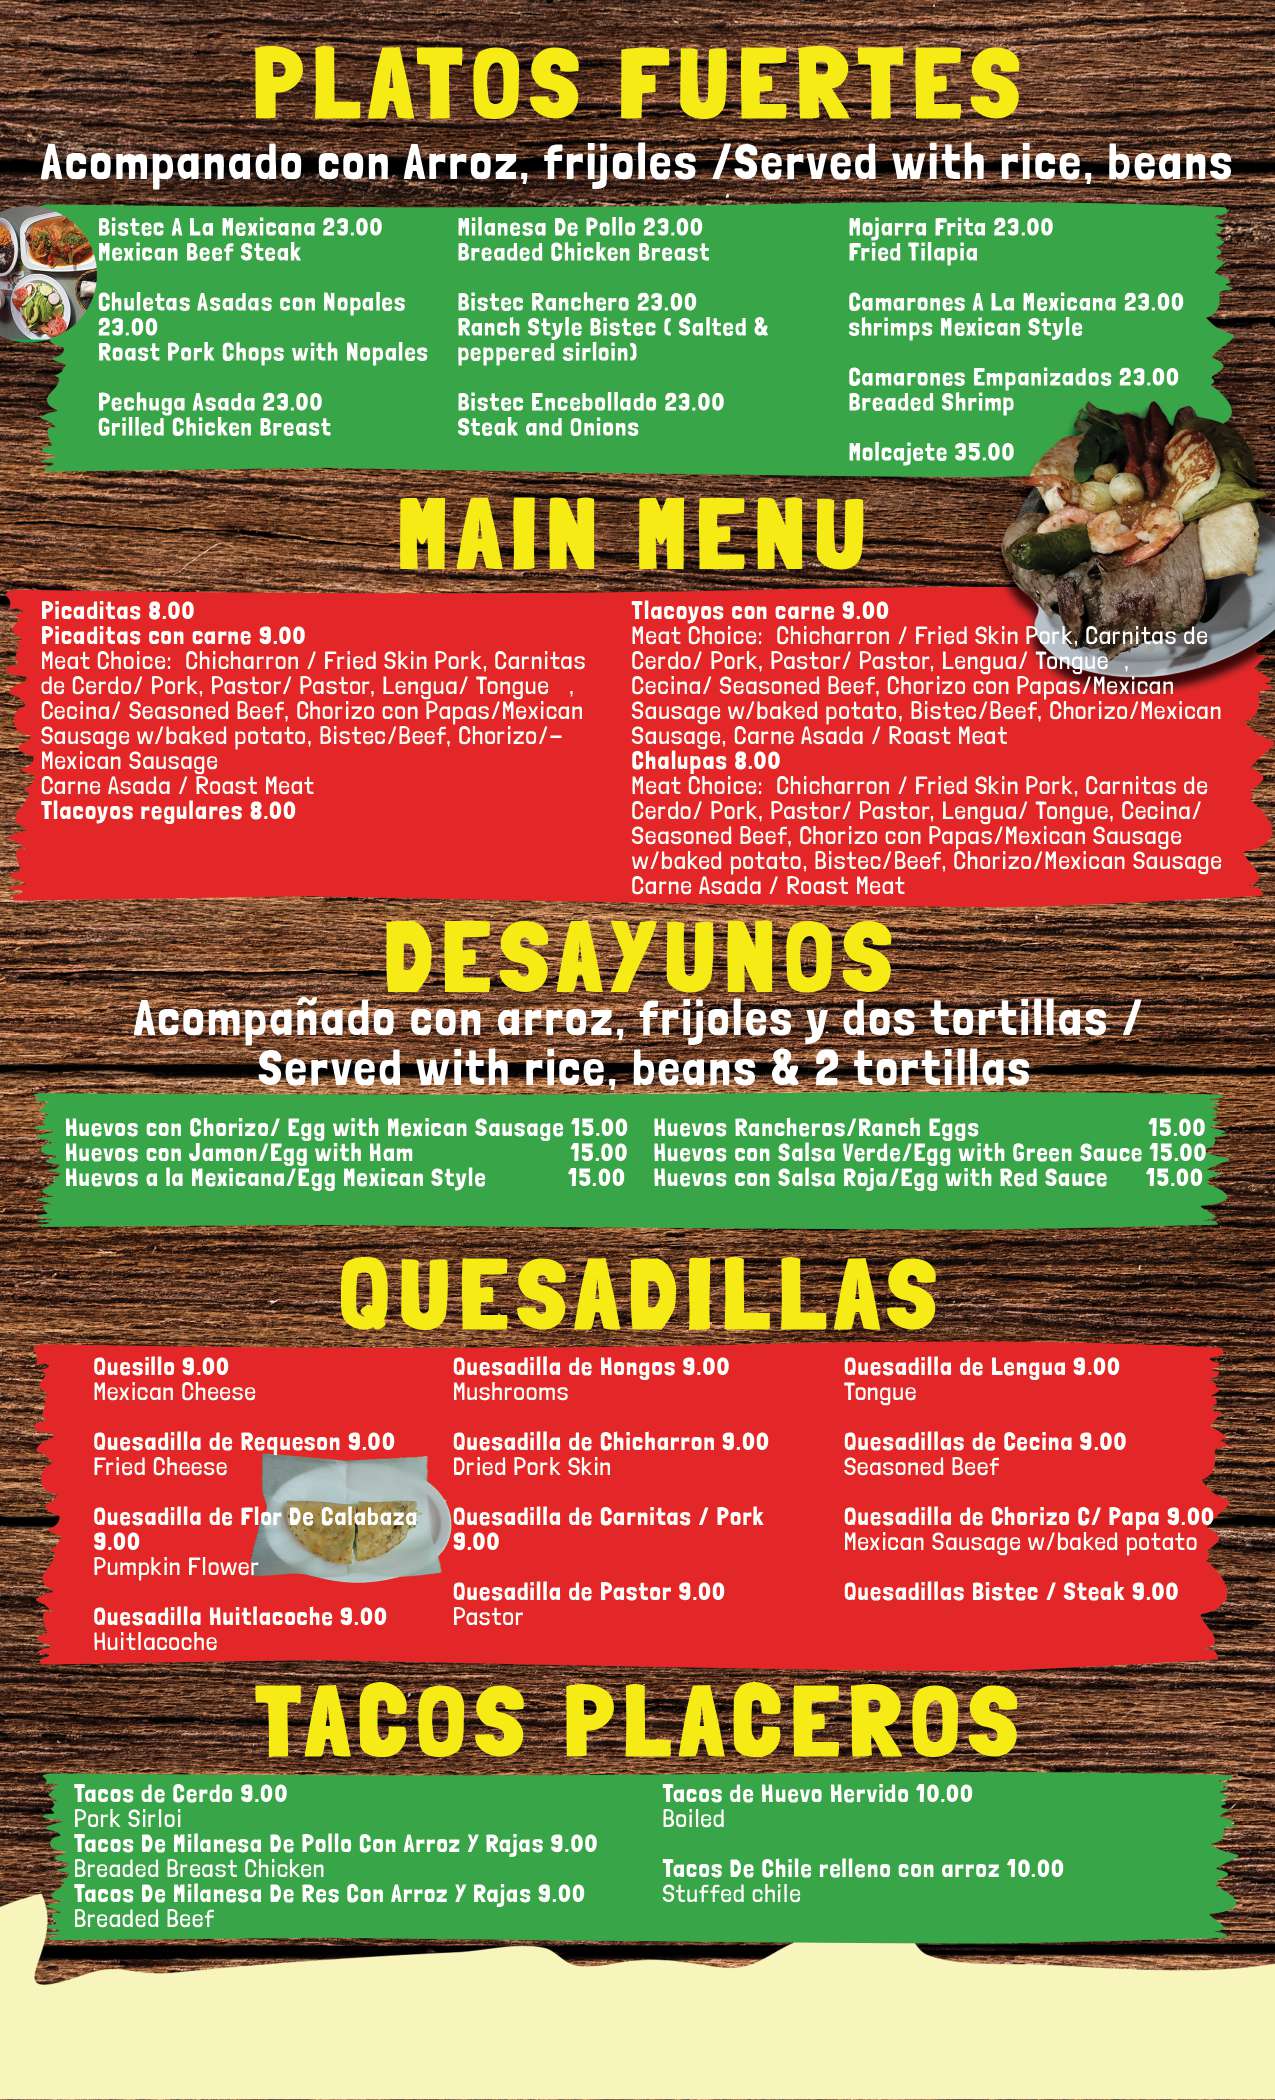 PLATOS FUERTES
Acompanado con Arroz, frijoles /Served with rice, beans
Bistec A La Mexicana 23.00
Mexican Beef Steak
Chuletas Asadas con Nopales
23.00
Roast Pork Chops with Nopales
Pechuga Asada 23.00
Grilled Chicken Breast
Milanesa De Pollo 23.00
Breaded Chicken Breast
Bistec Ranchero 23.00
Ranch Style Bistec ( Salted &
peppered sirloin)
Bistec Encebollado 23.00
Steak and Onions
Mojarra Frita 23.00
Fried Tilapia
Camarones A La Mexicana 23.00
shrimps Mexican Style
Camarones Empanizados 23.00
Breaded Shrimp
Molcajete 35.00
MAIN MENU
Picaditas 8.00
Picaditas con carne 9.00
Meat Choice:  Chicharron / Fried Skin Pork, Carnitas
de Cerdo/ Pork, Pastor/ Pastor, Lengua/ Tongue  ,
Cecina/ Seasoned Beef, Chorizo con Papas/Mexican
Sausage w/baked potato, Bistec/Beef, Chorizo/-
Mexican Sausage
Carne Asada / Roast Meat
Tlacoyos regulares 8.00
Tlacoyos con carne 9.00
Meat Choice:  Chicharron / Fried Skin Pork, Carnitas de
Cerdo/ Pork, Pastor/ Pastor, Lengua/ Tongue  ,
Cecina/ Seasoned Beef, Chorizo con Papas/Mexican
Sausage w/baked potato, Bistec/Beef, Chorizo/Mexican
Sausage, Carne Asada / Roast Meat
Chalupas 8.00
Meat Choice:  Chicharron / Fried Skin Pork, Carnitas de
Cerdo/ Pork, Pastor/ Pastor, Lengua/ Tongue, Cecina/
Seasoned Beef, Chorizo con Papas/Mexican Sausage
w/baked potato, Bistec/Beef, Chorizo/Mexican Sausage
Carne Asada / Roast Meat
DESAYUNOS
Acompañado con arroz, frijoles y dos tortillas /
Served with rice, beans & 2 tortillas
Huevos con Chorizo/ Egg with Mexican Sausage 15.00
Huevos con Jamon/Egg with Ham 15.00
Huevos a la Mexicana/Egg Mexican Style 15.00
Huevos Rancheros/Ranch Eggs 15.00
Huevos con Salsa Verde/Egg with Green Sauce 15.00
Huevos con Salsa Roja/Egg with Red Sauce 15.00
QUESADILLAS
Quesillo 9.00
Mexican Cheese
Quesadilla de Requeson 9.00
Fried Cheese
Quesadilla de Flor De Calabaza
9.00
Pumpkin Flower
Quesadilla Huitlacoche 9.00
Huitlacoche
Quesadilla de Hongos 9.00
Mushrooms
Quesadilla de Chicharron 9.00
Dried Pork Skin
Quesadilla de Carnitas / Pork
9.00
Quesadilla de Pastor 9.00
Pastor
Quesadilla de Lengua 9.00
Tongue
Quesadillas de Cecina 9.00
Seasoned Beef
Quesadilla de Chorizo C/ Papa 9.00
Mexican Sausage w/baked potato
Quesadillas Bistec / Steak 9.00
TACOS PLACEROS
Tacos de Cerdo 9.00
Pork Sirloi
Tacos De Milanesa De Pollo Con Arroz Y Rajas 9.00
Breaded Breast Chicken
Tacos De Milanesa De Res Con Arroz Y Rajas 9.00
Breaded Beef
Tacos de Huevo Hervido 10.00
Boiled
Tacos De Chile relleno con arroz 10.00
Stuffed chile